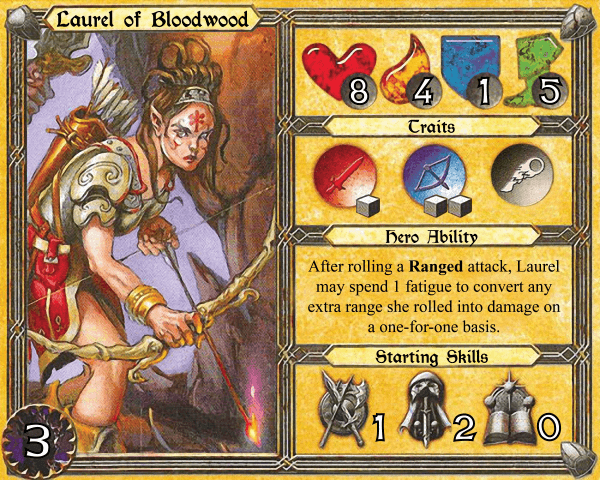 Laurel of Bloodwood
8 4 1 5
Traits
Hero Ability
After rolling a Ranged attack, Laurel
may spend 1 fatigue to convert any
extra range she rolled into damage on
a one-for-one basis.
Starting Skills
1 2 0
3